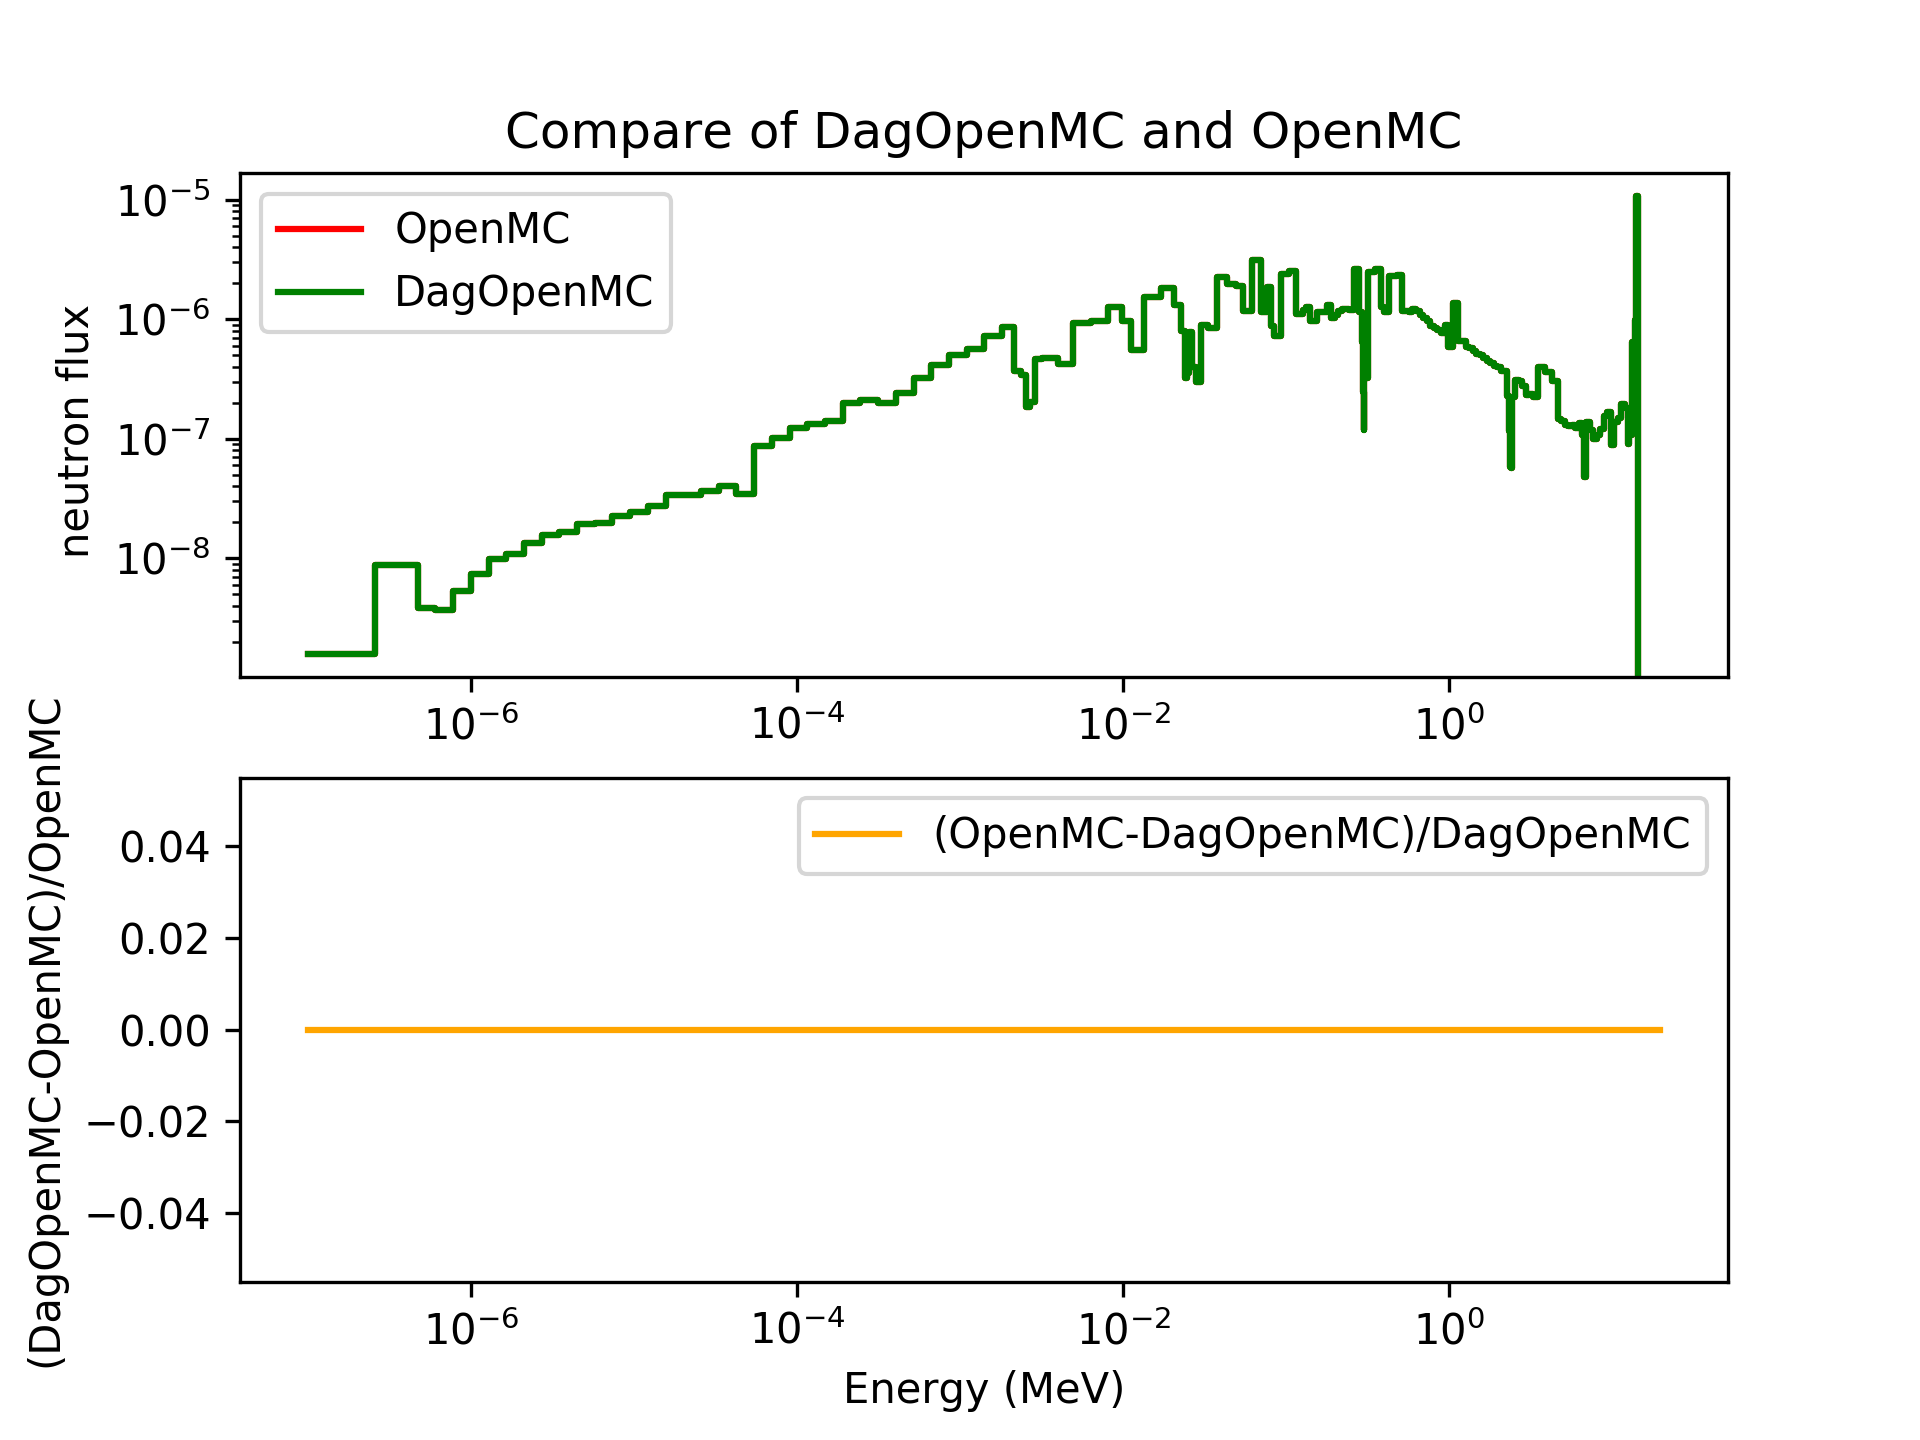 Compare of DagOpenMC and OpenMC
10⁻⁵
10⁻⁶
10⁻⁷
10⁻⁸
neutron flux
OpenMC
DagOpenMC
10⁻⁶ 10⁻⁴ 10⁻² 10⁰
(DagOpenMC-OpenMC)/OpenMC
0.04
0.02
0.00
−0.02
−0.04
(OpenMC-DagOpenMC)/DagOpenMC
10⁻⁶ 10⁻⁴ 10⁻² 10⁰
Energy (MeV)